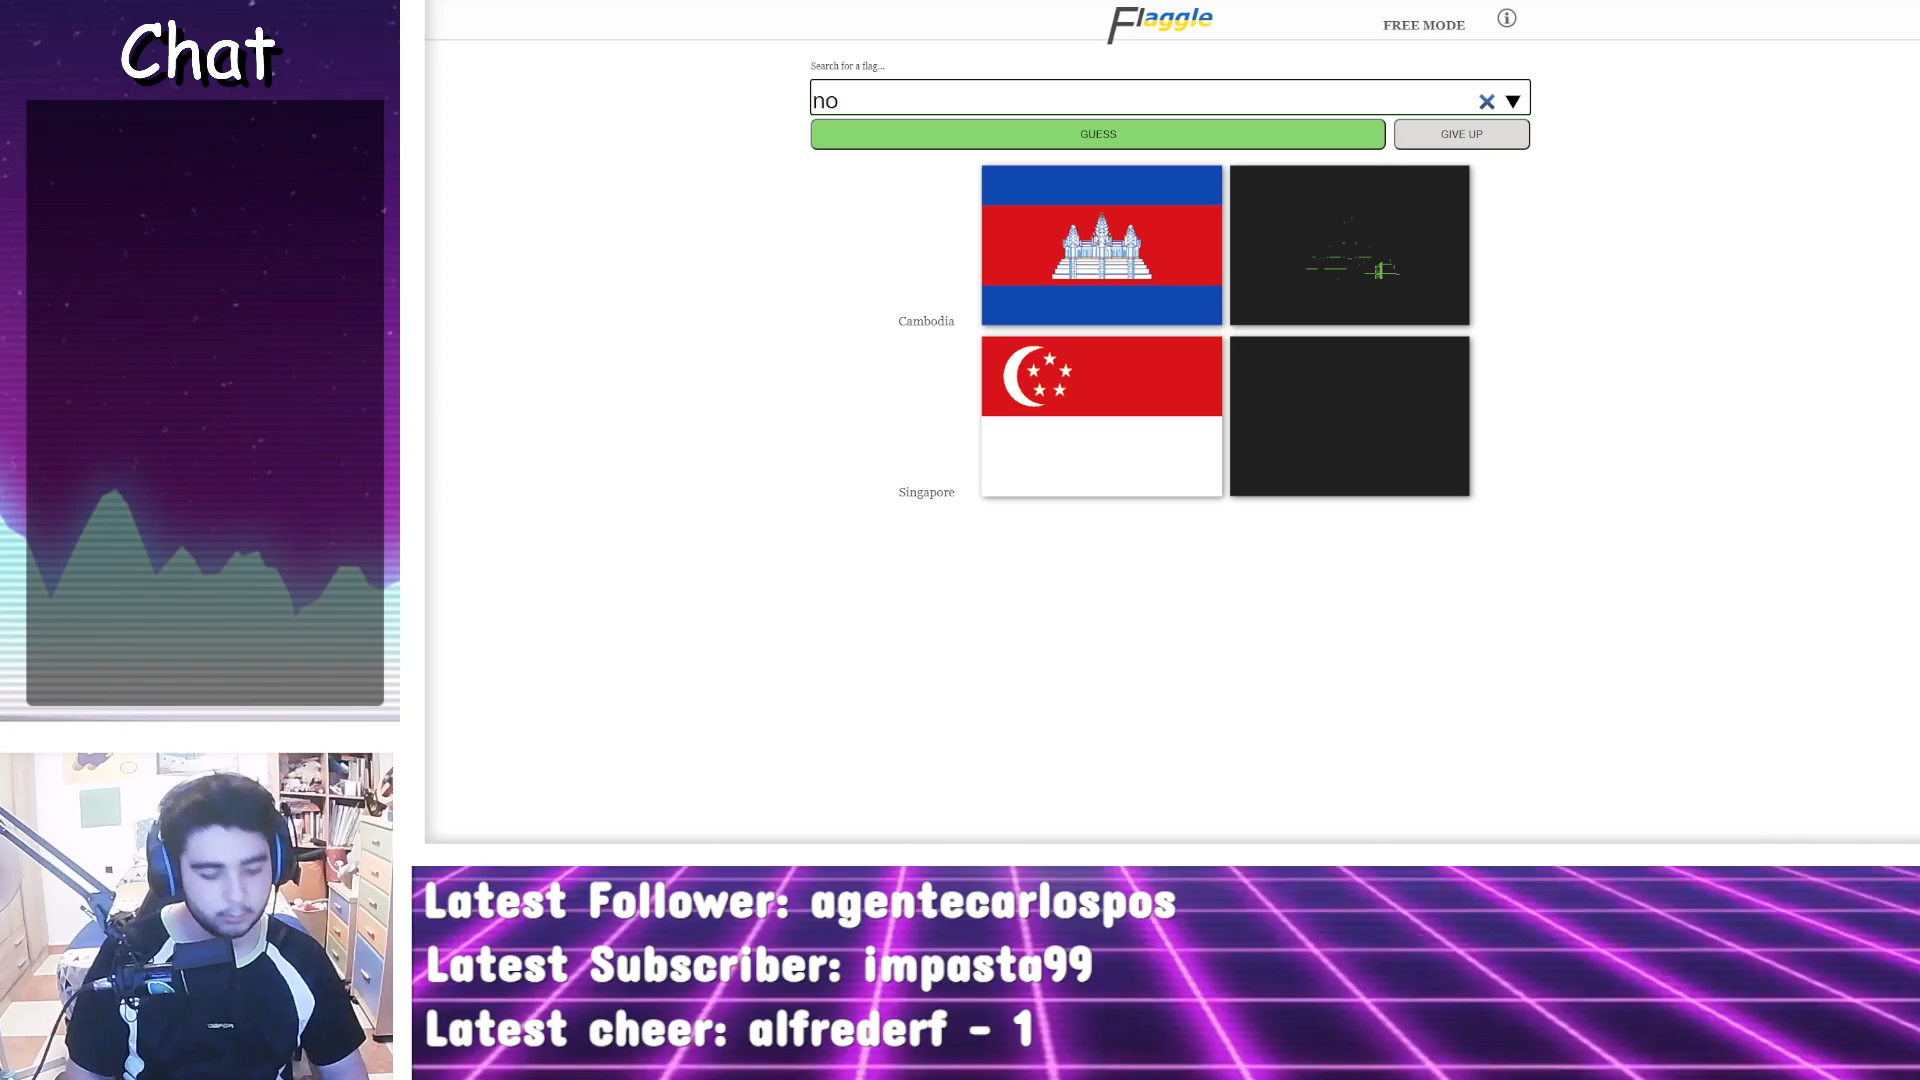 Chat
Flaggle
FREE MODE
Search for a flag...
no
GUESS
GIVE UP
Cambodia
Singapore
Latest Follower: agentecarlospos
Latest Subscriber: impasta99
Latest cheer: alfrederf - 1